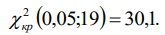 χ²кр(0,05;19) = 30,1.